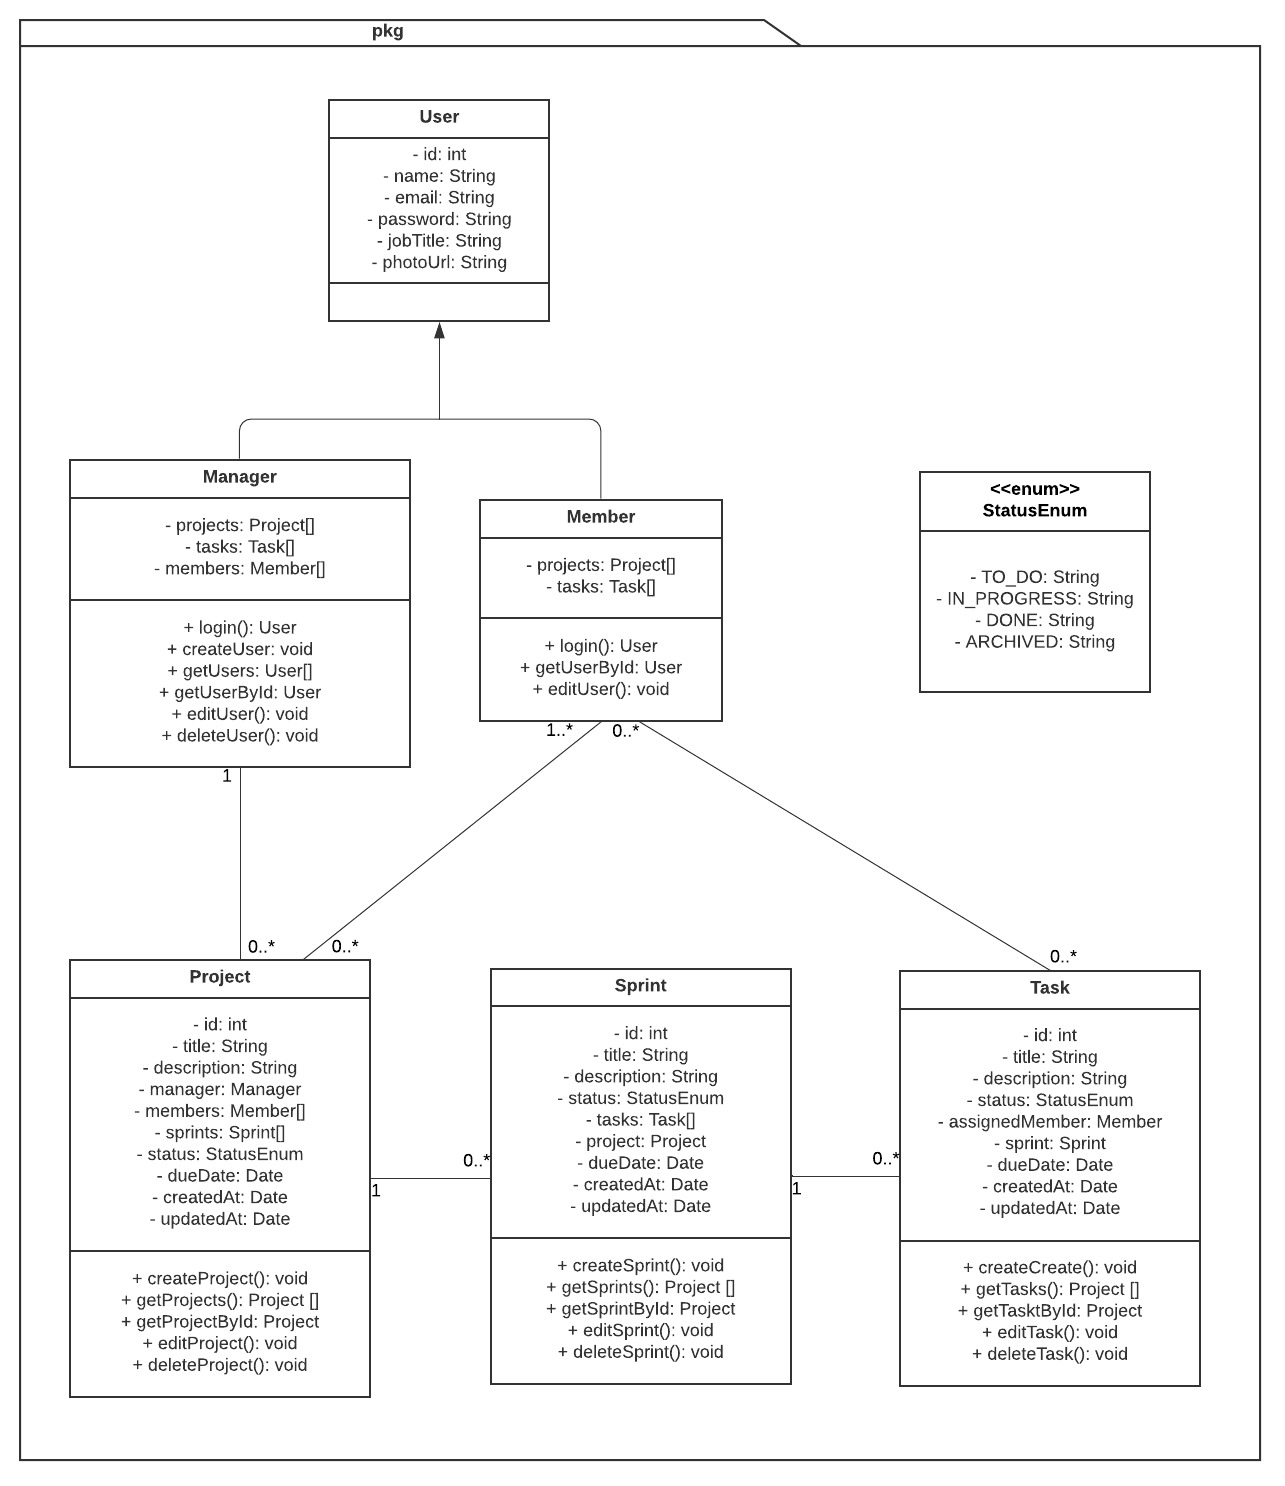 pkg
User
- id: int
- name: String
- email: String
- password: String
- jobTitle: String
- photoUrl: String
Manager
- projects: Project[]
- tasks: Task[]
- members: Member[]
+ login(): User
+ createUser: void
+ getUsers: User[]
+ getUserById: User
+ editUser(): void
+ deleteUser(): void
Member
- projects: Project[]
- tasks: Task[]
+ login(): User
+ getUserById: User
+ editUser(): void
<<enum>>
StatusEnum
- TO_DO: String
- IN_PROGRESS: String
- DONE: String
- ARCHIVED: String
1..*
0..*
1
0..*
0..*
0..*
Project
- id: int
- title: String
- description: String
- manager: Manager
- members: Member[]
- sprints: Sprint[]
- status: StatusEnum
- dueDate: Date
- createdAt: Date
- updatedAt: Date
+ createProject(): void
+ getProjects(): Project []
+ getProjectById: Project
+ editProject(): void
+ deleteProject(): void
0..*
1
Sprint
- id: int
- title: String
- description: String
- status: StatusEnum
- tasks: Task[]
- project: Project
- dueDate: Date
- createdAt: Date
- updatedAt: Date
+ createSprint(): void
+ getSprints(): Project []
+ getSprintById: Project
+ editSprint(): void
+ deleteSprint(): void
0..*
1
Task
- id: int
- title: String
- description: String
- status: StatusEnum
- assignedMember: Member
- sprint: Sprint
- dueDate: Date
- createdAt: Date
- updatedAt: Date
+ createCreate(): void
+ getTasks(): Project []
+ getTasktById: Project
+ editTask(): void
+ deleteTask(): void